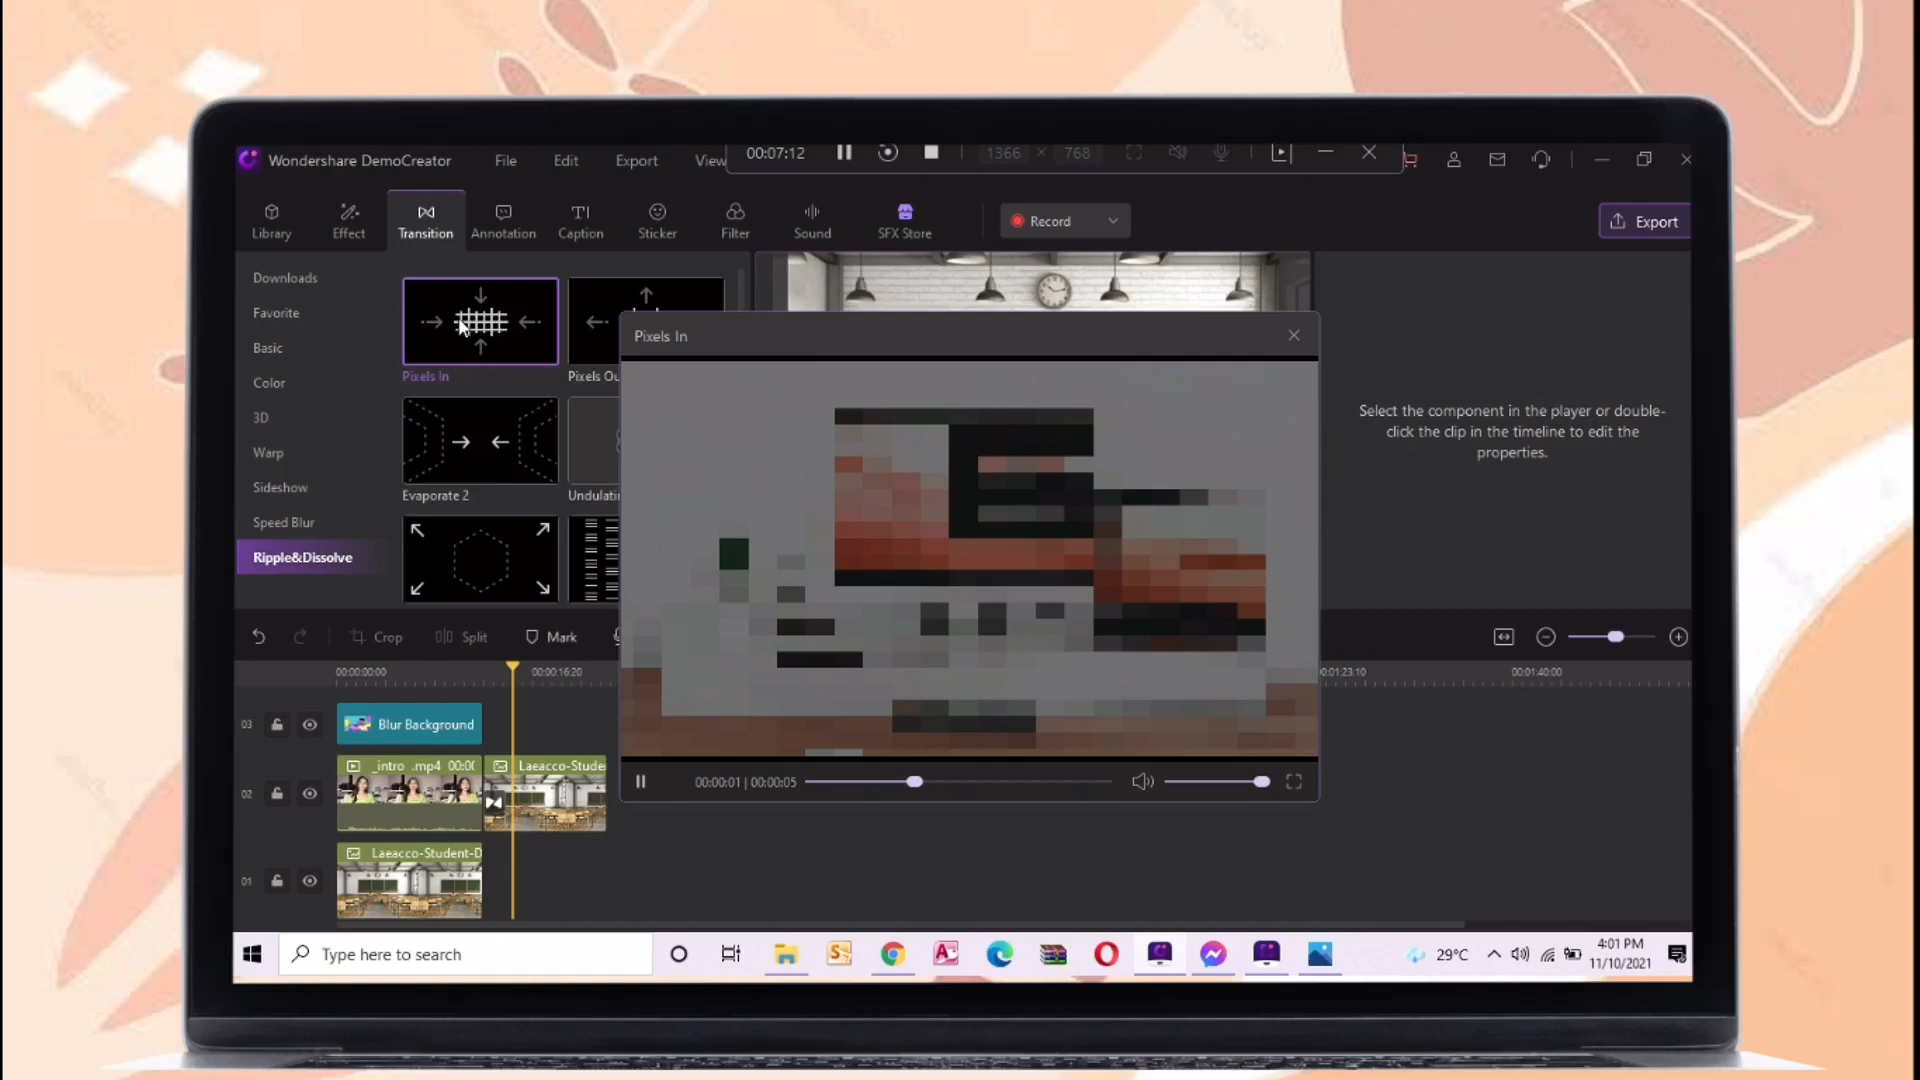 Wondershare DemoCreator File Edit Export View 00:07:12 1366 × 768
Library Effect Transition Annotation Caption Sticker Filter Sound SFX Store Record Export
Downloads
Favorite
Basic
Color
3D
Warp
Sideshow
Speed Blur
Ripple&Dissolve
Pixels In
Pixels Ou
Evaporate 2
Undulatin
Pixels In
00:00:01 | 00:00:05
Select the component in the player or double-
click the clip in the timeline to edit the
properties.
Crop Split Mark
00:00:00:00 00:00:16:20 0:01:23:10 00:01:40:00
03 Blur Background
02 _intro .mp4 00:00 Laeacco-Stude
01 Laeacco-Student-D
Type here to search
29°C
4:01 PM
11/10/2021